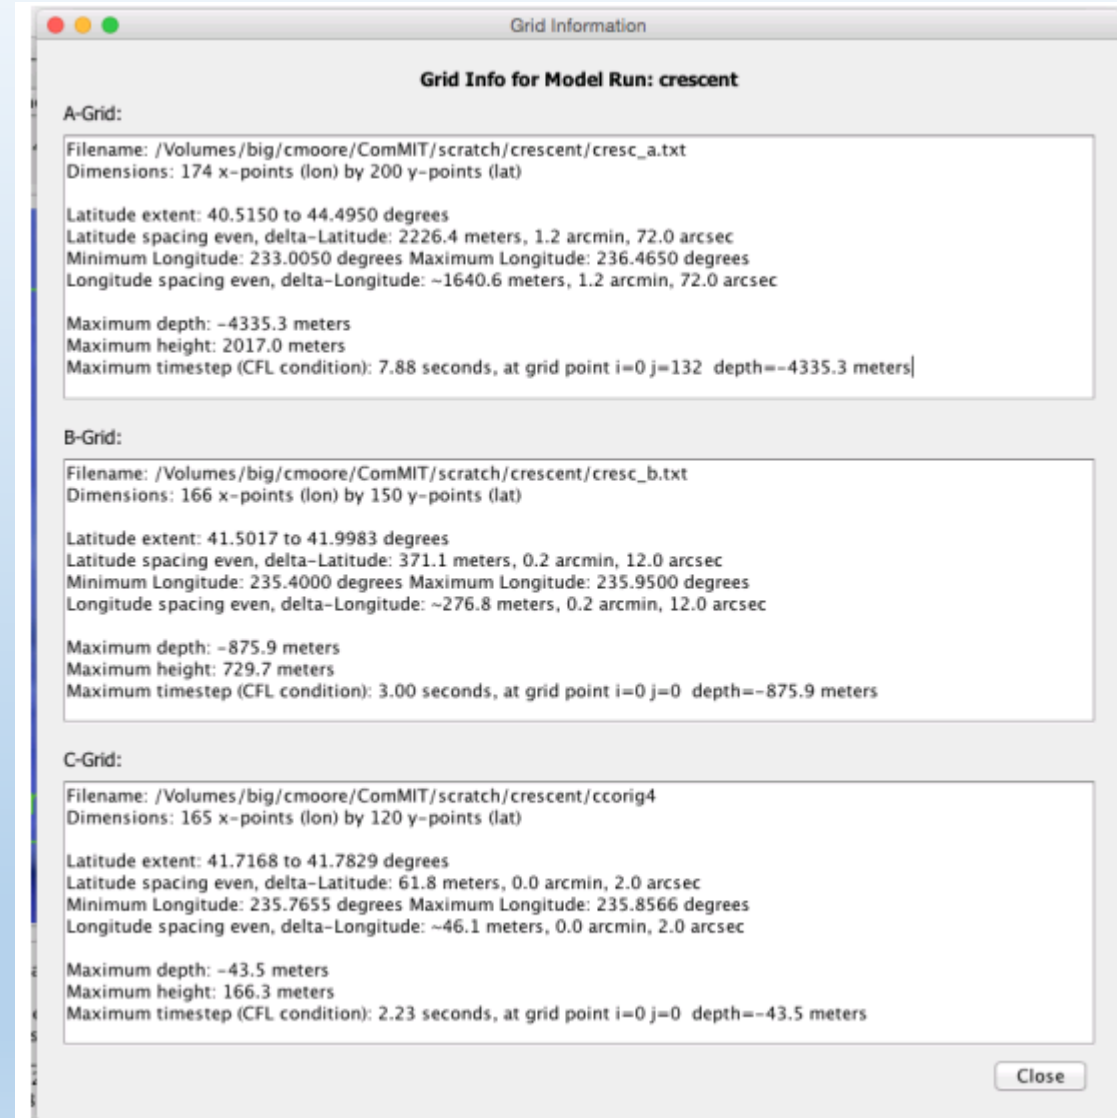 Grid Information
Grid Info for Model Run: crescent
A-Grid:
Filename: /Volumes/big/cmoore/ComMIT/scratch/crescent/cresc_a.txt
Dimensions: 174 x-points (lon) by 200 y-points (lat)
Latitude extent: 40.5150 to 44.4950 degrees
Latitude spacing even, delta-Latitude: 2226.4 meters, 1.2 arcmin, 72.0 arcsec
Minimum Longitude: 233.0050 degrees Maximum Longitude: 236.4650 degrees
Longitude spacing even, delta-Longitude: ~1640.6 meters, 1.2 arcmin, 72.0 arcsec
Maximum depth: -4335.3 meters
Maximum height: 2017.0 meters
Maximum timestep (CFL condition): 7.88 seconds, at grid point i=0 j=132  depth=-4335.3 meters
B-Grid:
Filename: /Volumes/big/cmoore/ComMIT/scratch/crescent/cresc_b.txt
Dimensions: 166 x-points (lon) by 150 y-points (lat)
Latitude extent: 41.5017 to 41.9983 degrees
Latitude spacing even, delta-Latitude: 371.1 meters, 0.2 arcmin, 12.0 arcsec
Minimum Longitude: 235.4000 degrees Maximum Longitude: 235.9500 degrees
Longitude spacing even, delta-Longitude: ~276.8 meters, 0.2 arcmin, 12.0 arcsec
Maximum depth: -875.9 meters
Maximum height: 729.7 meters
Maximum timestep (CFL condition): 3.00 seconds, at grid point i=0 j=0  depth=-875.9 meters
C-Grid:
Filename: /Volumes/big/cmoore/ComMIT/scratch/crescent/ccorig4
Dimensions: 165 x-points (lon) by 120 y-points (lat)
Latitude extent: 41.7168 to 41.7829 degrees
Latitude spacing even, delta-Latitude: 61.8 meters, 0.0 arcmin, 2.0 arcsec
Minimum Longitude: 235.7655 degrees Maximum Longitude: 235.8566 degrees
Longitude spacing even, delta-Longitude: ~46.1 meters, 0.0 arcmin, 2.0 arcsec
Maximum depth: -43.5 meters
Maximum height: 166.3 meters
Maximum timestep (CFL condition): 2.23 seconds, at grid point i=0 j=0  depth=-43.5 meters
Close